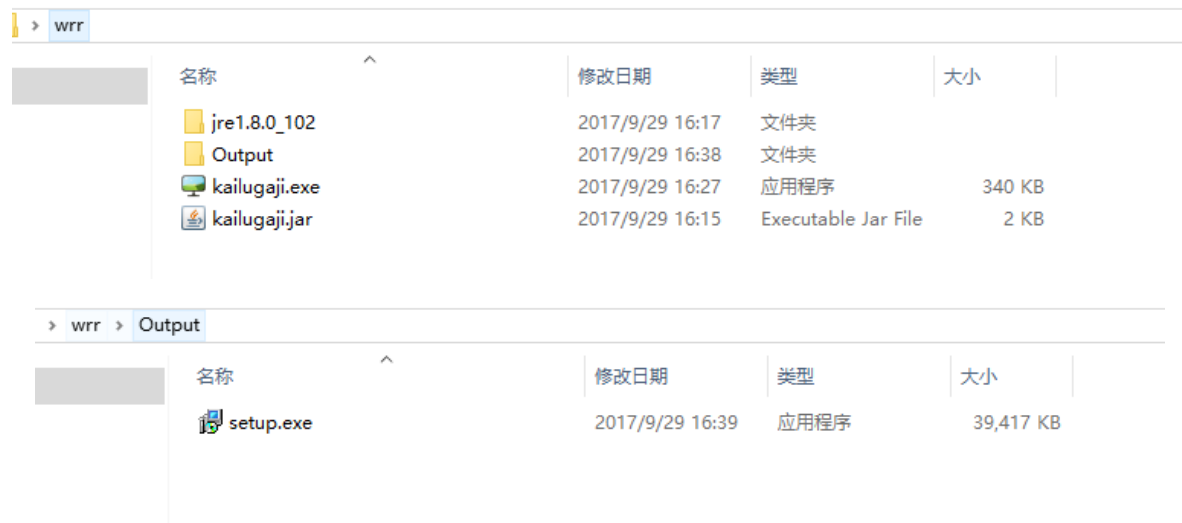 wrr
名称 修改日期 类型 大小
jre1.8.0_102 2017/9/29 16:17 文件夹
Output 2017/9/29 16:38 文件夹
kailugaji.exe 2017/9/29 16:27 应用程序 340 KB
kailugaji.jar 2017/9/29 16:15 Executable Jar File 2 KB
wrr Output
名称 修改日期 类型 大小
setup.exe 2017/9/29 16:39 应用程序 39,417 KB